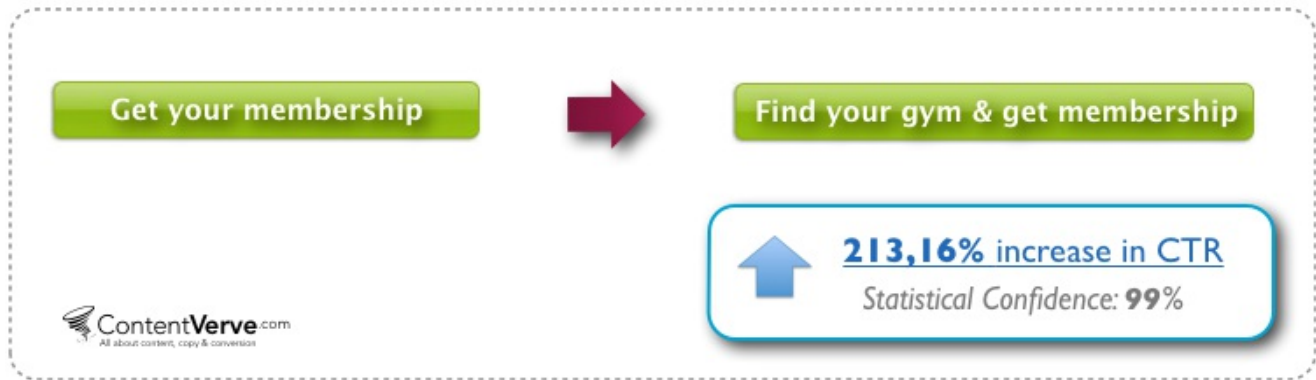 Get your membership
Find your gym & get membership
213,16% increase in CTR
Statistical Confidence: 99%
ContentVerve.com
All about content, copy & conversion